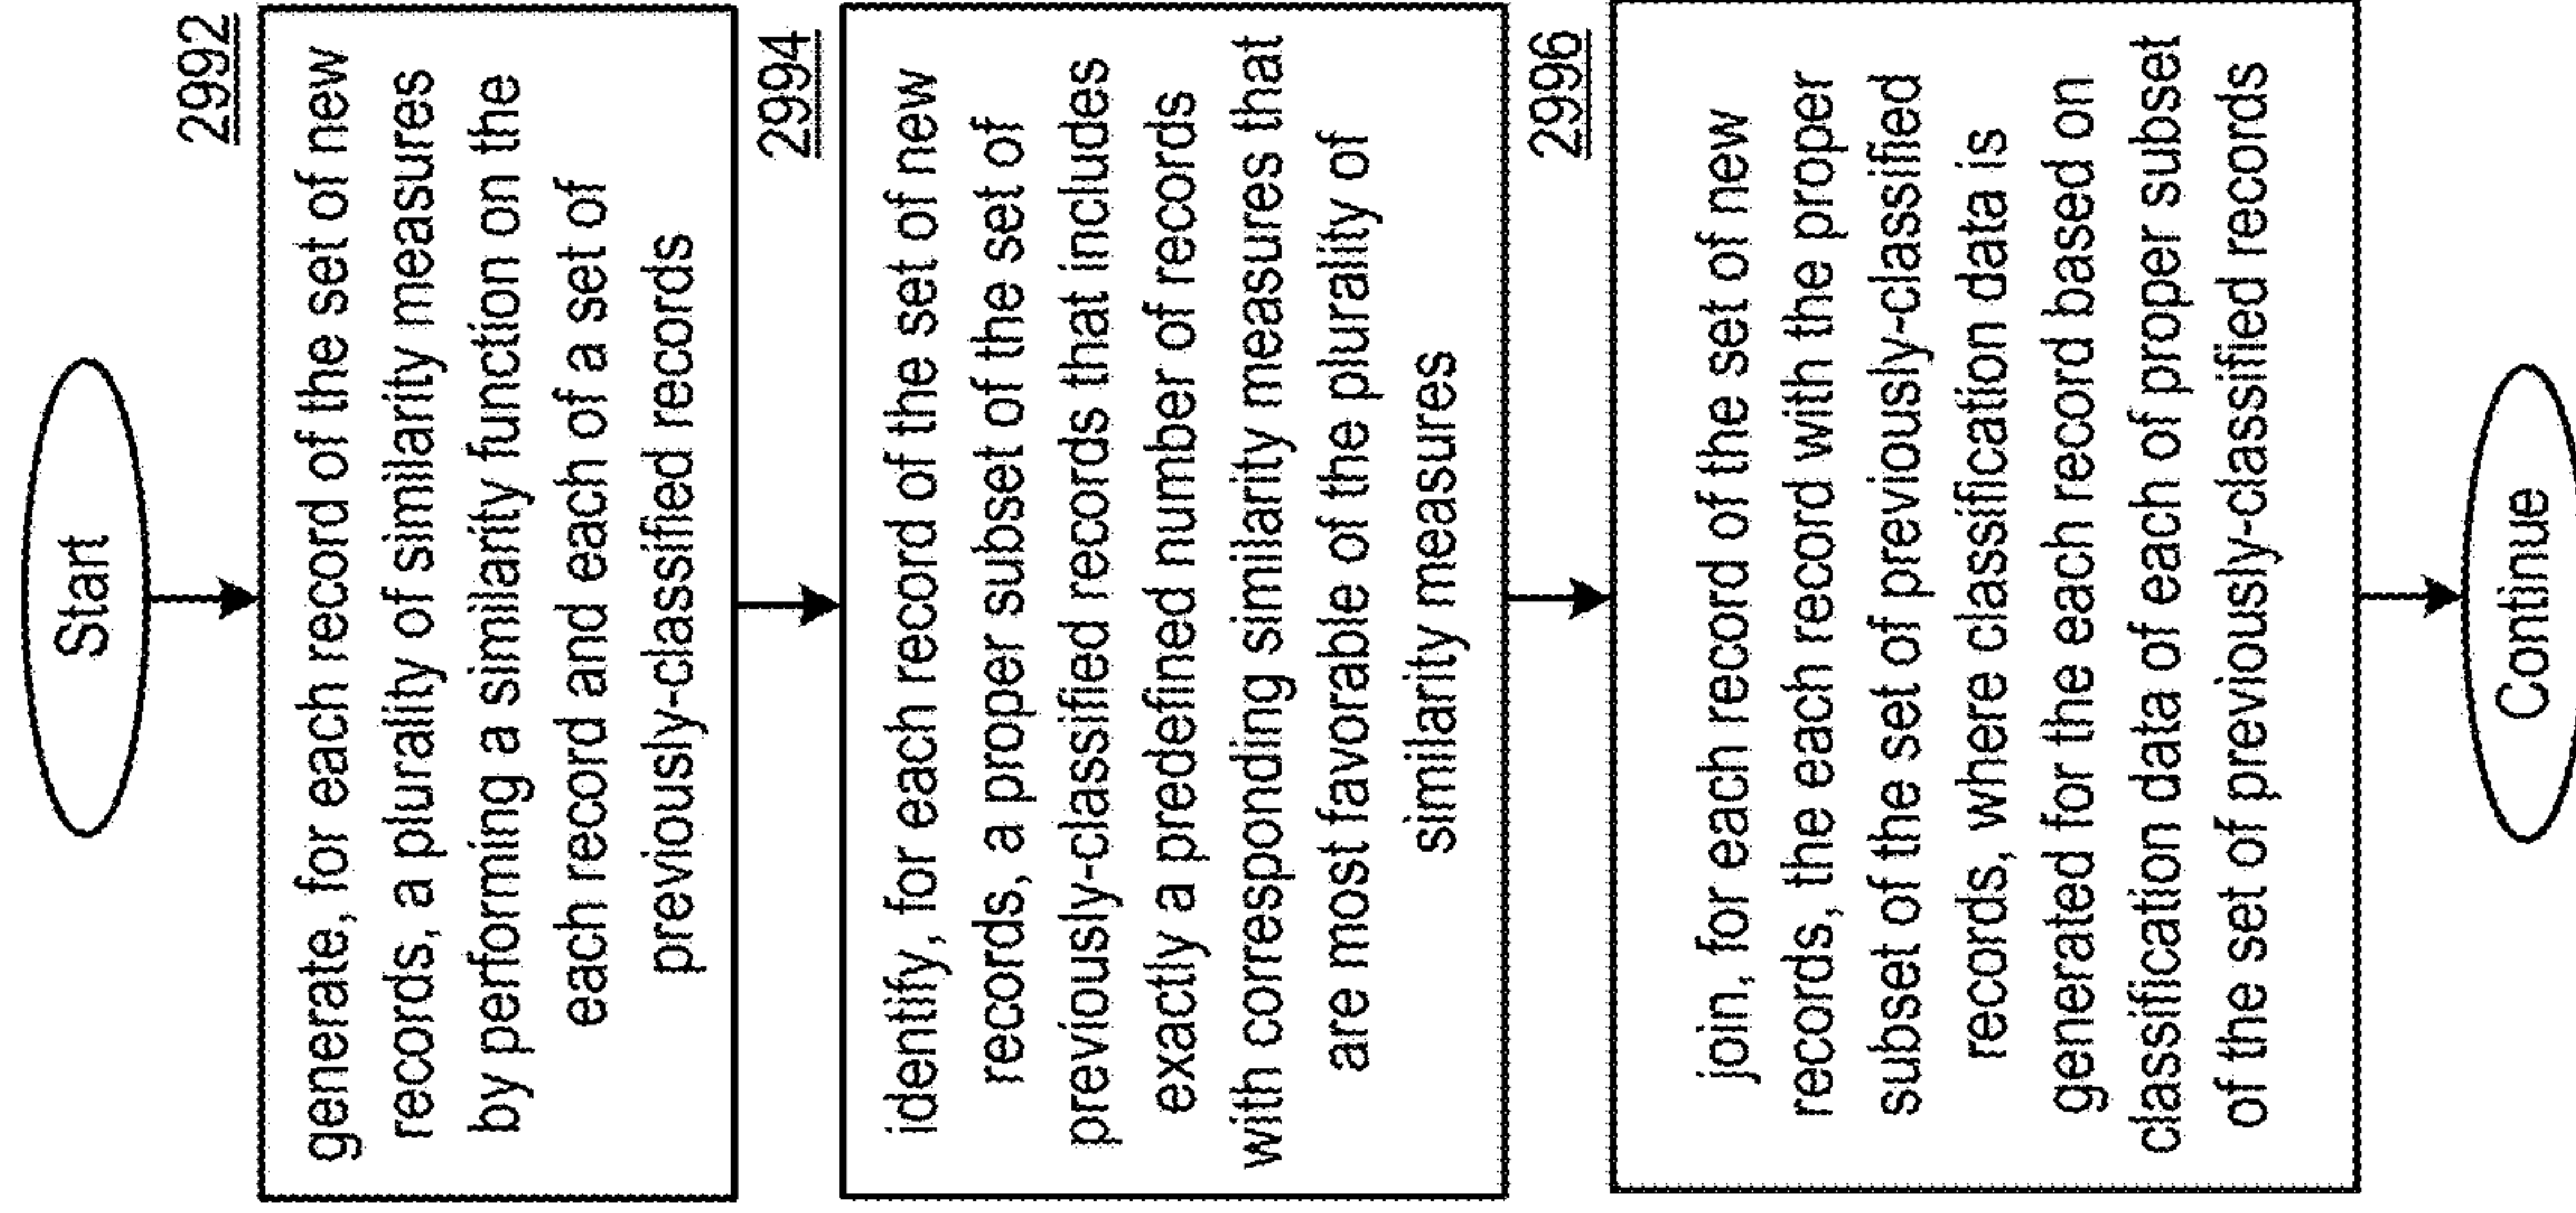 Start
2992
generate, for each record of the set of new
records, a plurality of similarity measures
by performing a similarity function on the
each record and each of a set of
previously-classified records
2994
identify, for each record of the set of new
records, a proper subset of the set of
previously-classified records that includes
exactly a predefined number of records
with corresponding similarity measures that
are most favorable of the plurality of
similarity measures
2996
join, for each record of the set of new
records, the each record with the proper
subset of the set of previously-classified
records, where classification data is
generated for the each record based on
classification data of each of proper subset
of the set of previously-classified records
Continue